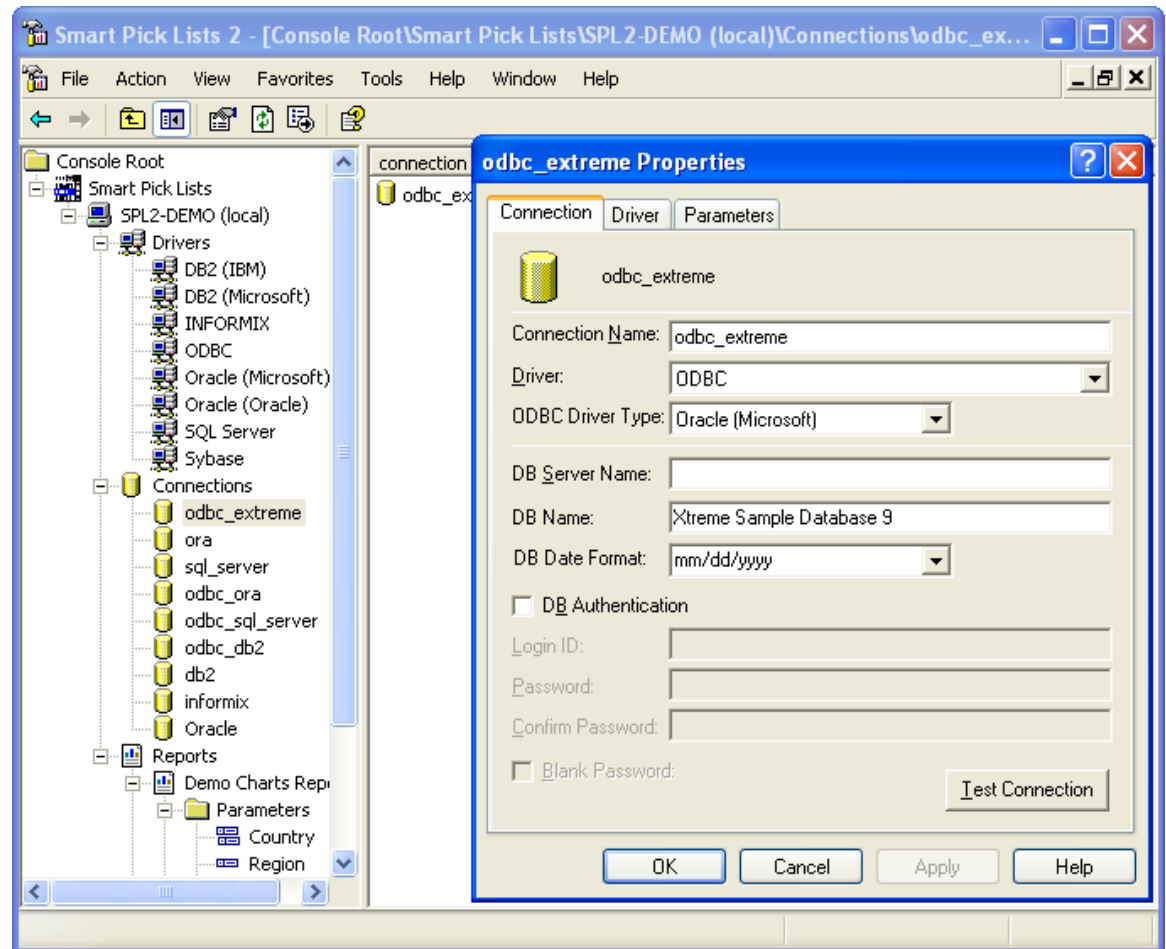 Smart Pick Lists 2 - [Console Root\Smart Pick Lists\SPL2-DEMO (local)\Connections\odbc_ex...
File Action View Favorites Tools Help Window Help
Console Root
Smart Pick Lists
SPL2-DEMO (local)
Drivers
DB2 (IBM)
DB2 (Microsoft)
INFORMIX
ODBC
Oracle (Microsoft)
Oracle (Oracle)
SQL Server
Sybase
Connections
odbc_extreme
ora
sql_server
odbc_ora
odbc_sql_server
odbc_db2
db2
informix
Oracle
Reports
Demo Charts Rep
Parameters
Country
Region
connection
odbc_ex
odbc_extreme Properties
Connection Driver Parameters
odbc_extreme
Connection Name: odbc_extreme
Driver: ODBC
ODBC Driver Type: Oracle (Microsoft)
DB Server Name:
DB Name: Xtreme Sample Database 9
DB Date Format: mm/dd/yyyy
DB Authentication
Login ID:
Password:
Confirm Password:
Blank Password:
Test Connection
OK Cancel Apply Help